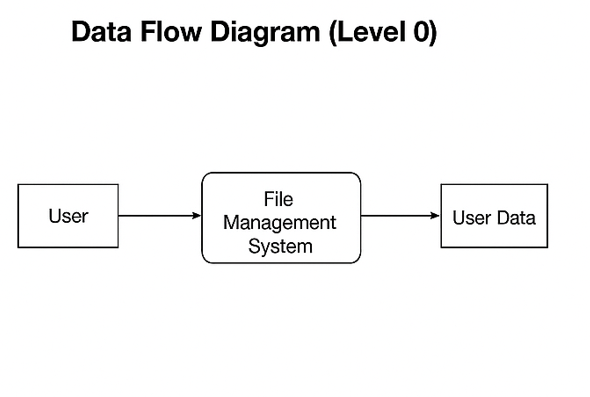 Data Flow Diagram (Level 0)
User
File
Management
System
User Data